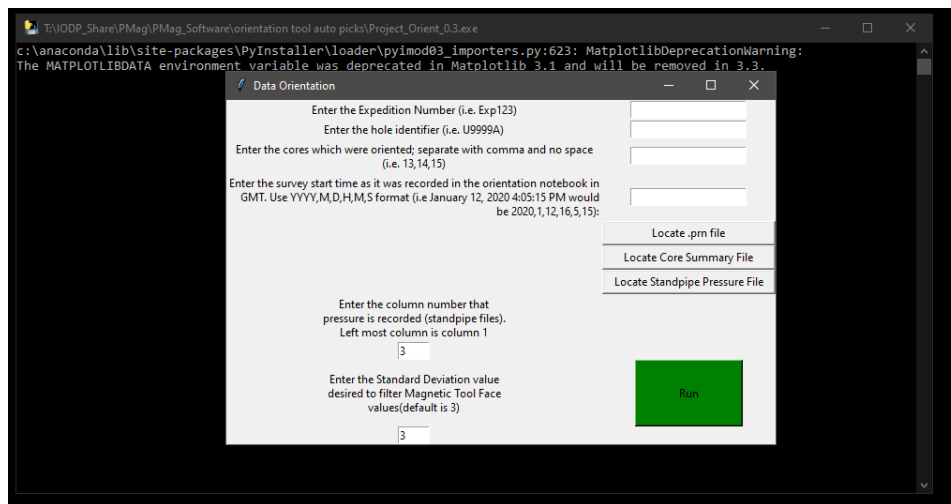 T:\IODP_Share\PMag\PMag_Software\orientation tool auto picks\Project_Orient_0.3.exe
c:\anaconda\lib\site-packages\PyInstaller\loader\pyimod03_importers.py:623: MatplotlibDeprecationWarning:
The MATPLOTLIBDATA environment variable was deprecated in Matplotlib 3.1 and will be removed in 3.3.
Data Orientation
Enter the Expedition Number (i.e. Exp123)
Enter the hole identifier (i.e. U9999A)
Enter the cores which were oriented; separate with comma and no space
(i.e. 13,14,15)
Enter the survey start time as it was recorded in the orientation notebook in
GMT. Use YYYY,M,D,H,M,S format (i.e January 12, 2020 4:05:15 PM would
be 2020,1,12,16,5,15):
Locate .prn file
Locate Core Summary File
Locate Standpipe Pressure File
Enter the column number that
pressure is recorded (standpipe files).
Left most column is column 1
3
Enter the Standard Deviation value
desired to filter Magnetic Tool Face
values(default is 3)
3
Run